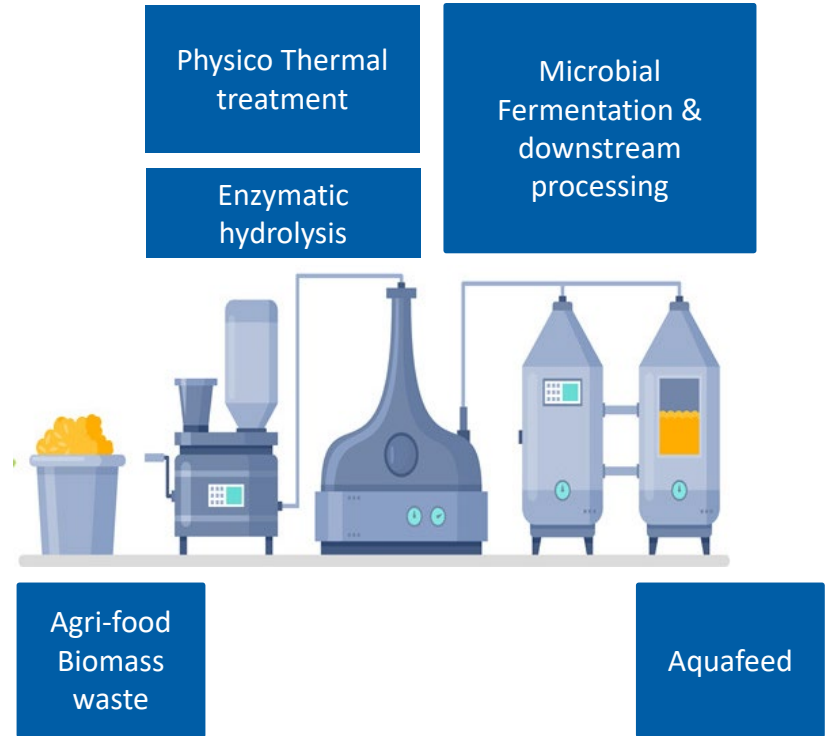 Physico Thermal
treatment
Enzymatic
hydrolysis
Microbial
Fermentation &
downstream
processing
Agri-food
Biomass
waste
Aquafeed